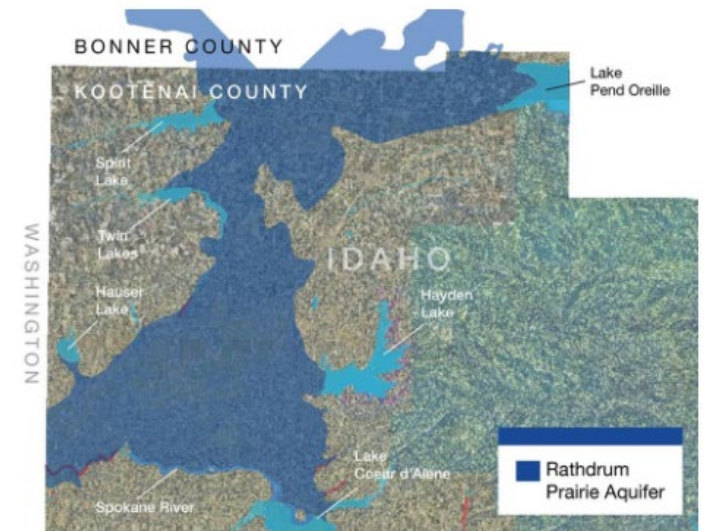 BONNER COUNTY
KOOTENAI COUNTY
Lake
Pend Oreille
Spirit
Lake
Twin
Lakes
WASHINGTON
IDAHO
Hauser
Lake
Hayden
Lake
Lake
Coeur d'Alene
Spokane River
Rathdrum
Prairie Aquifer